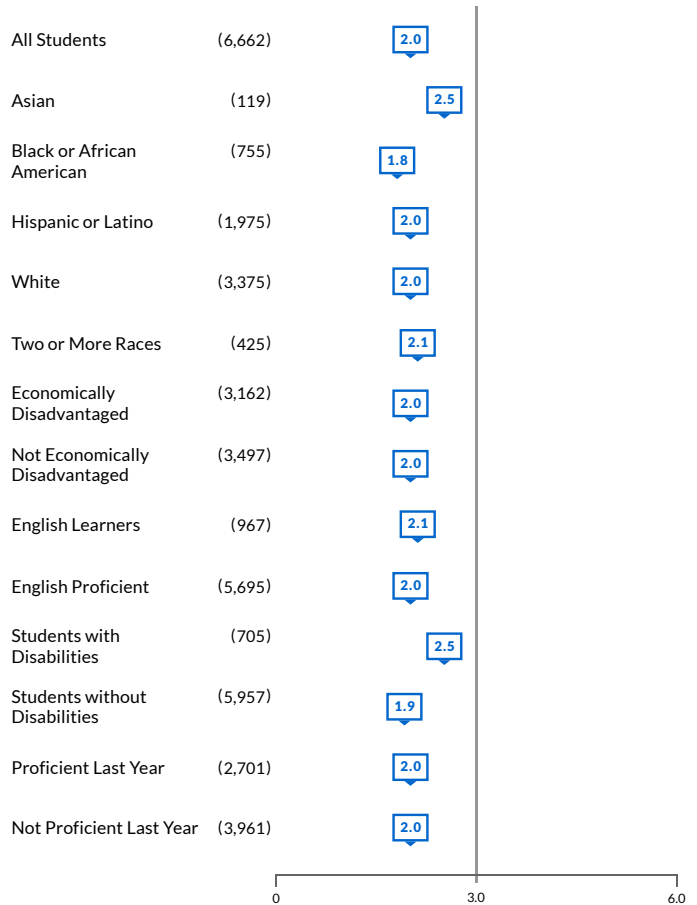 All Students (6,662) 2.0
Asian (119) 2.5
Black or African (755) 1.8
American
Hispanic or Latino (1,975) 2.0
White (3,375) 2.0
Two or More Races (425) 2.1
Economically (3,162) 2.0
Disadvantaged
Not Economically (3,497) 2.0
Disadvantaged
English Learners (967) 2.1
English Proficient (5,695) 2.0
Students with (705) 2.5
Disabilities
Students without (5,957) 1.9
Disabilities
Proficient Last Year (2,701) 2.0
Not Proficient Last Year (3,961) 2.0
0 3.0 6.0